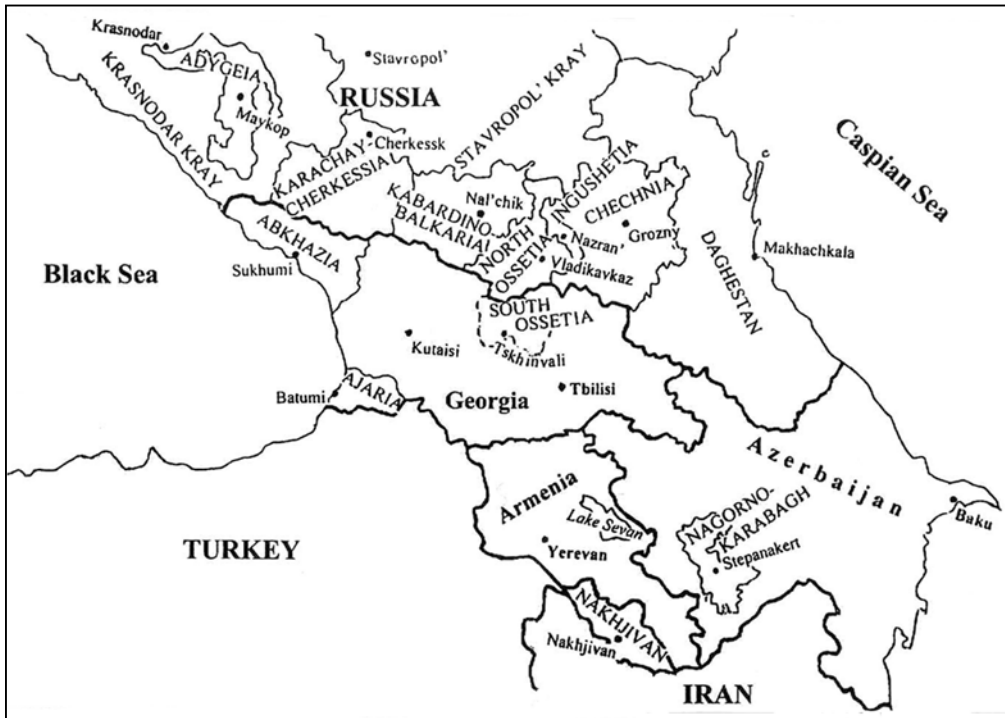 Krasnodar
ADYGEIA
Stavropol'
KRASNODAR KRAY
RUSSIA
Maykop
STAVROPOL' KRAY
Cherkessk
KARACHAY
CHERKESSIA
Caspian Sea
INGUSHETIA
CHECHNIA
Nal'chik
KABARDINO
BALKARIA
Nazran'
Grozny
NORTH
OSSETIA
Vladikavkaz
DAGHESTAN
Makhachkala
ABKHAZIA
Sukhumi
Black Sea
SOUTH
OSSETIA
Kutaisi
Tskhinvali
Tbilisi
AJARIA
Batumi
Georgia
Azerbaijan
Armenia
Lake Sevan
NAGORNO-
KARABAGH
Baku
TURKEY
Yerevan
Stepanakert
NAKHJIVAN
Nakhjivan
IRAN